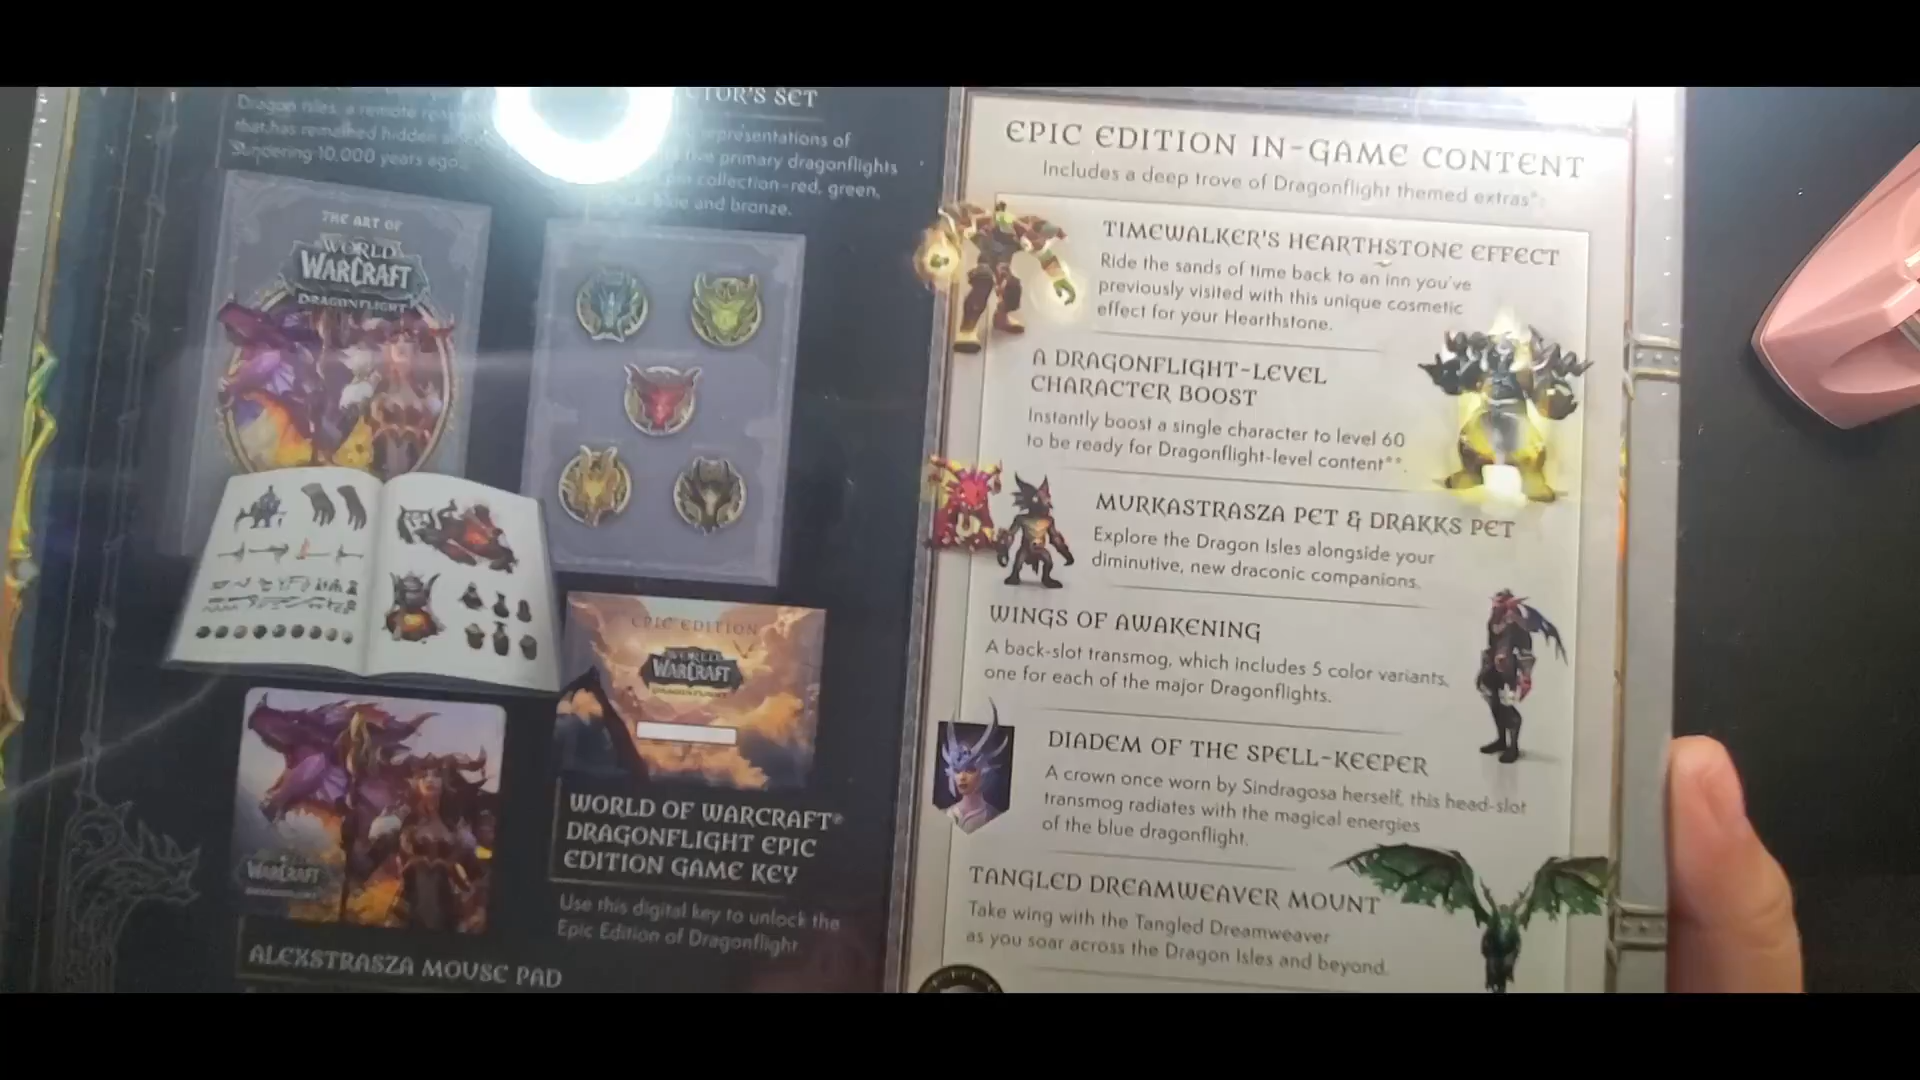 Dragon Isles, a remote
that has remained hidden
Sundering 10,000 years ago.
THE ART OF
WORLD
WARCRAFT
DRAGONFLIGHT
TOR'S SET
representations of
five primary dragonflights
pin collection–red, green,
blue and bronze.
EPIC EDITION
WORLD
WARCRAFT
DRAGONFLIGHT
WORLD OF WARCRAFT®
DRAGONFLIGHT EPIC
EDITION GAME KEY
Use this digital key to unlock the
Epic Edition of Dragonflight
WARCRAFT
ALEXSTRASZA MOUSE PAD
EPIC EDITION IN-GAME CONTENT
Includes a deep trove of Dragonflight themed extras*:
TIMEWALKER'S HEARTHSTONE EFFECT
Ride the sands of time back to an inn you've
previously visited with this unique cosmetic
effect for your Hearthstone.
A DRAGONFLIGHT-LEVEL
CHARACTER BOOST
Instantly boost a single character to level 60
to be ready for Dragonflight-level content**.
MURKASTRASZA PET & DRAKKS PET
Explore the Dragon Isles alongside your
diminutive, new draconic companions.
WINGS OF AWAKENING
A back-slot transmog, which includes 5 color variants,
one for each of the major Dragonflights.
DIADEM OF THE SPELL-KEEPER
A crown once worn by Sindragosa herself, this head-slot
transmog radiates with the magical energies
of the blue dragonflight.
TANGLED DREAMWEAVER MOUNT
Take wing with the Tangled Dreamweaver
as you soar across the Dragon Isles and beyond.